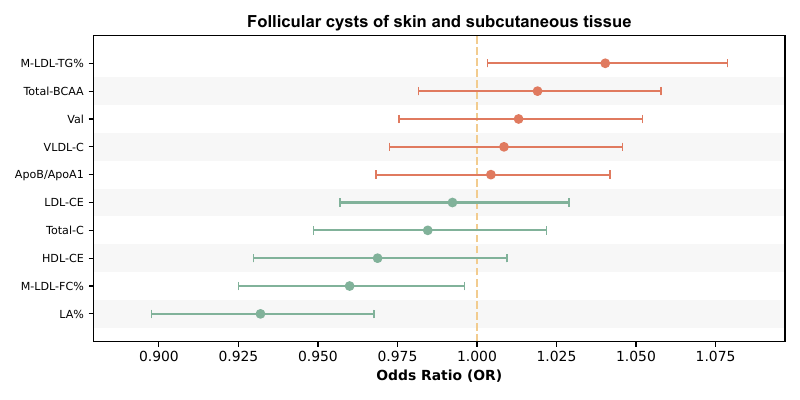 Follicular cysts of skin and subcutaneous tissue
M-LDL-TG%
Total-BCAA
Val
VLDL-C
ApoB/ApoA1
LDL-CE
Total-C
HDL-CE
M-LDL-FC%
LA%
0.900 0.925 0.950 0.975 1.000 1.025 1.050 1.075
Odds Ratio (OR)